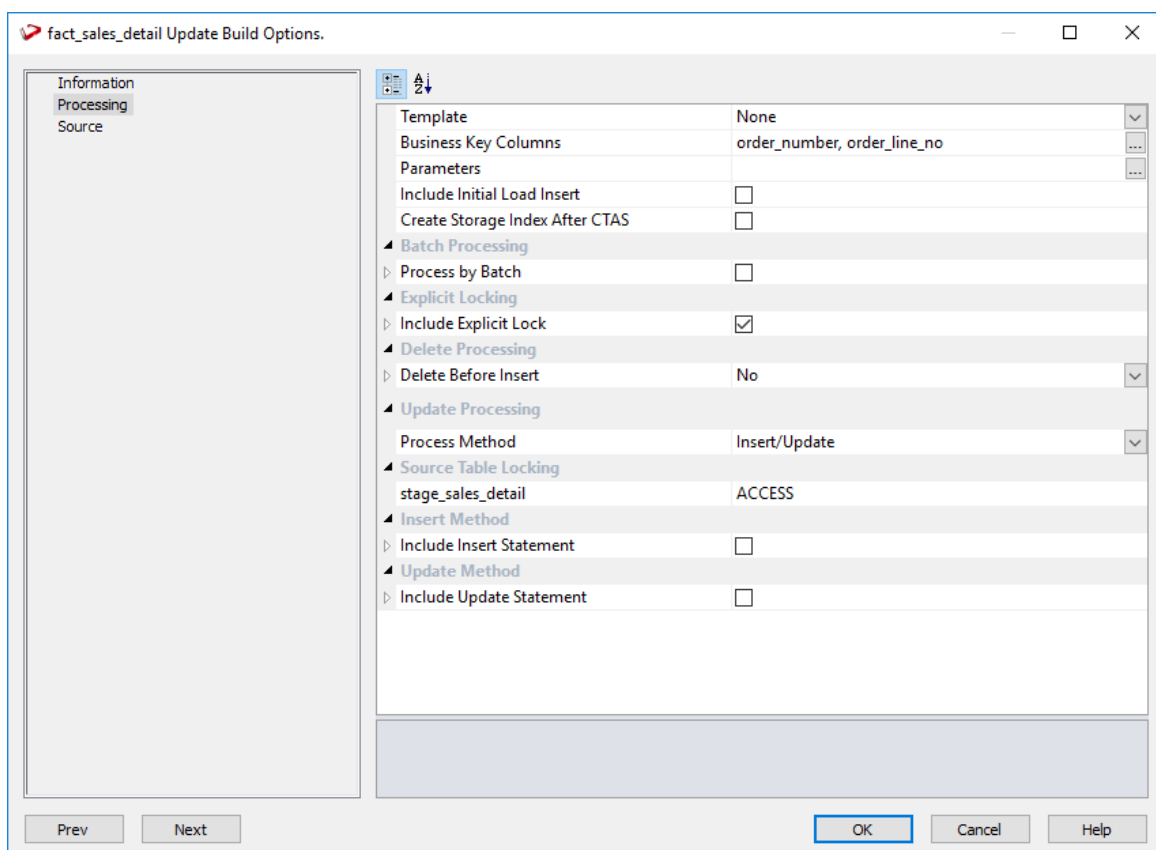 fact_sales_detail Update Build Options.
Information
Processing
Source
Template None
Business Key Columns order_number, order_line_no ...
Parameters ...
Include Initial Load Insert
Create Storage Index After CTAS
Batch Processing
Process by Batch
Explicit Locking
Include Explicit Lock
Delete Processing
Delete Before Insert No
Update Processing
Process Method Insert/Update
Source Table Locking
stage_sales_detail ACCESS
Insert Method
Include Insert Statement
Update Method
Include Update Statement
Prev Next OK Cancel Help